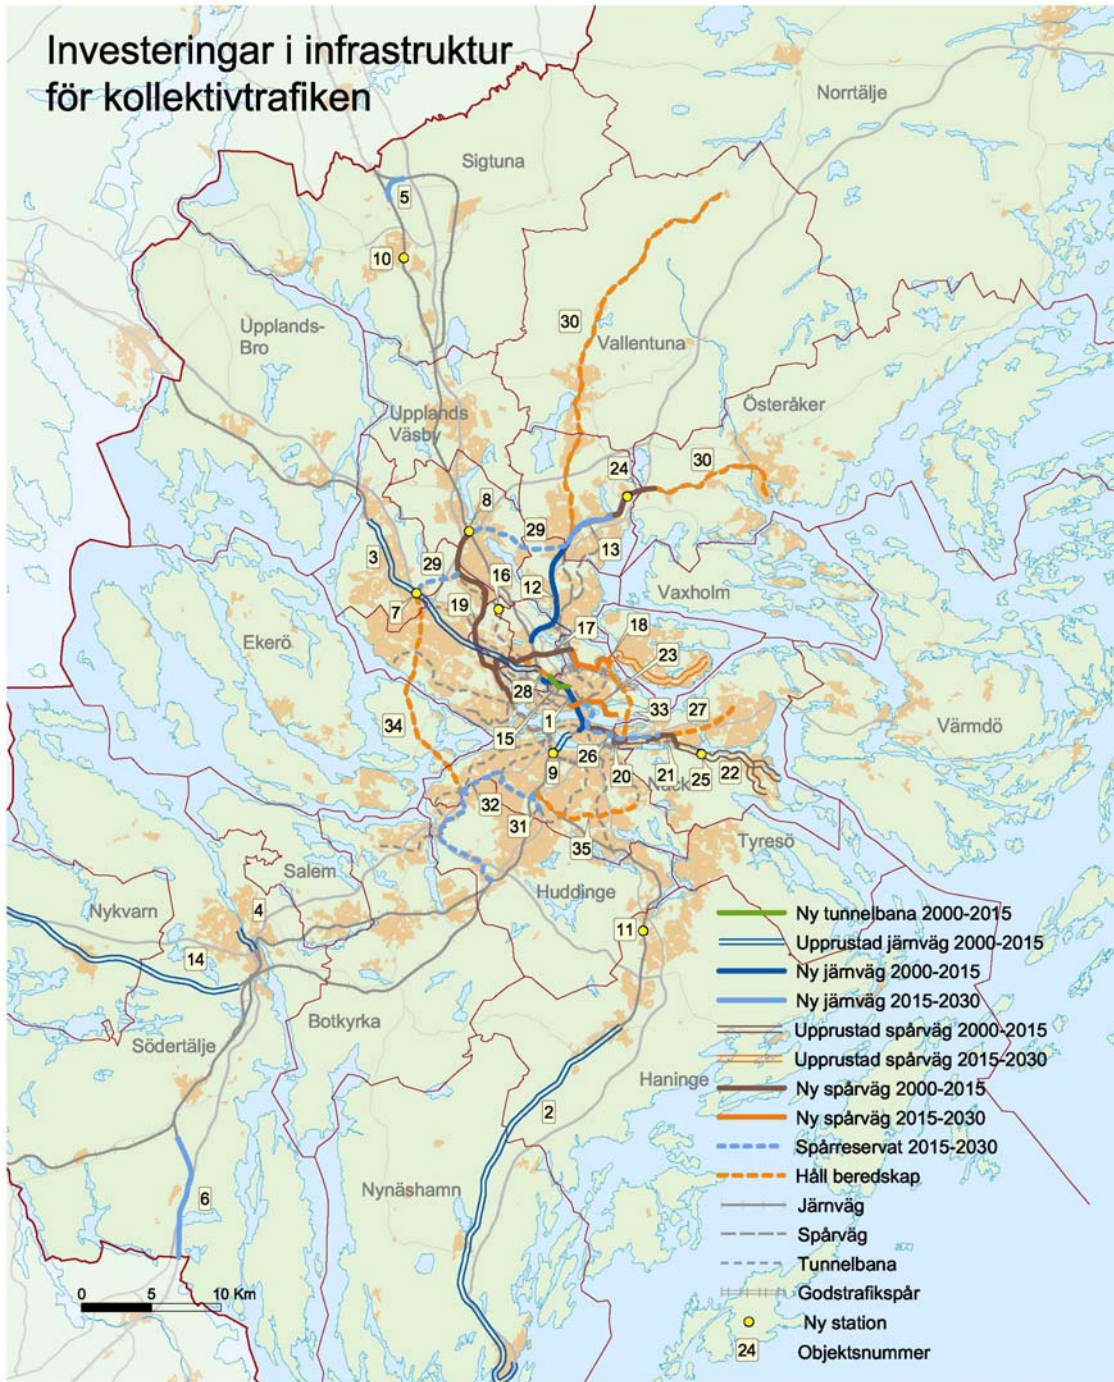 Investeringar i infrastruktur
för kollektivtrafiken
Norrtälje
Sigtuna
5
10
Upplands-
Bro
30
Vallentuna
Upplands
Väsby
Österåker
24
30
8
3
29
29
13
16
12
7
19
Vaxholm
17
18
Ekerö
23
28
1
33
27
34
15
Värmdö
26
9
20
21
25
22
32
31
35
Tyresö
Salem
Huddinge
Nykvarn
4
11
14
Ny tunnelbana 2000-2015
Upprustad järnväg 2000-2015
Ny järnväg 2000-2015
Ny järnväg 2015-2030
Botkyrka
Upprustad spårväg 2000-2015
Södertälje
Upprustad spårväg 2015-2030
Haninge
Ny spårväg 2000-2015
2
Ny spårväg 2015-2030
Spårreservat 2015-2030
Håll beredskap
Nynäshamn
6
Järnväg
Spårväg
Tunnelbana
0 5 10 Km
Godstrafikspår
Ny station
24 Objektsnummer